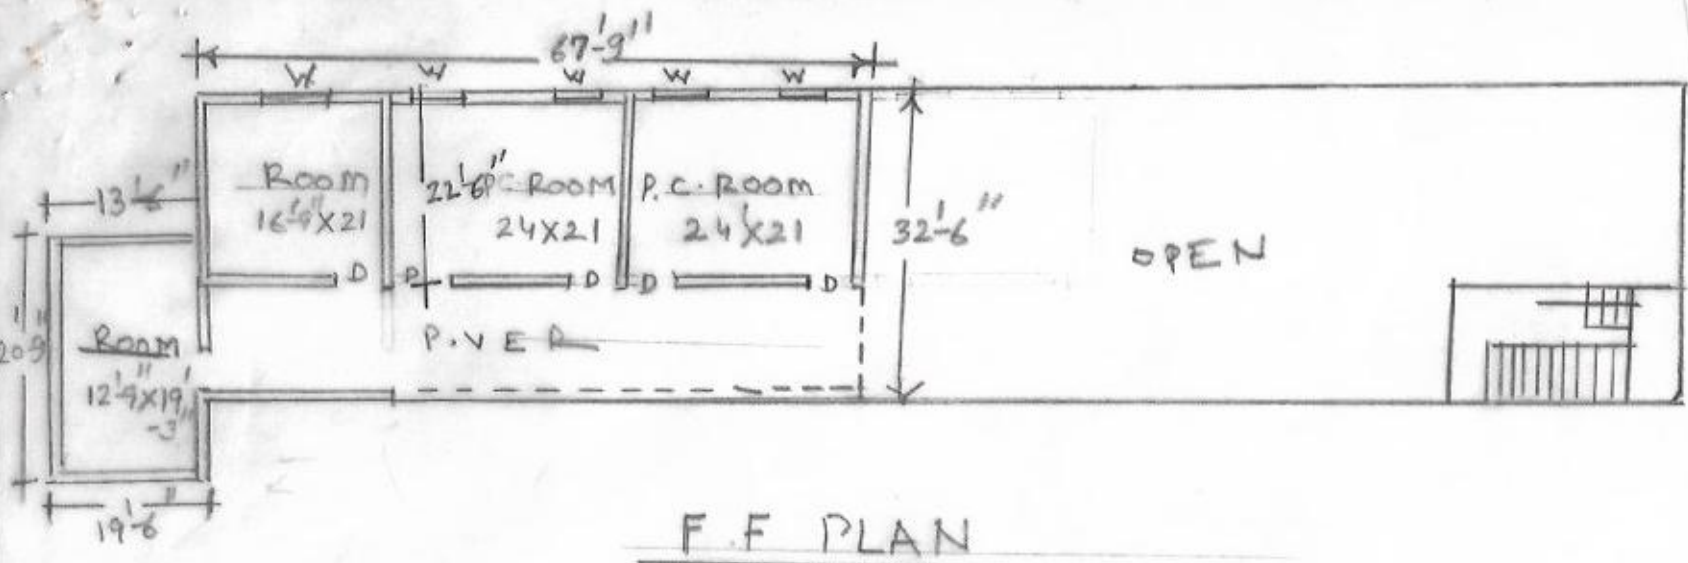 67'-9"
W W W W W
13'-6"
Room
16'-9"X21
22'-6"
P.C. ROOM
24X21
P.C. ROOM
24'X21
32'-6"
OPEN
D D D D D
20'-9"
Room
12'-9"X19'
-3"
P.VER
19'-6"
F.F PLAN